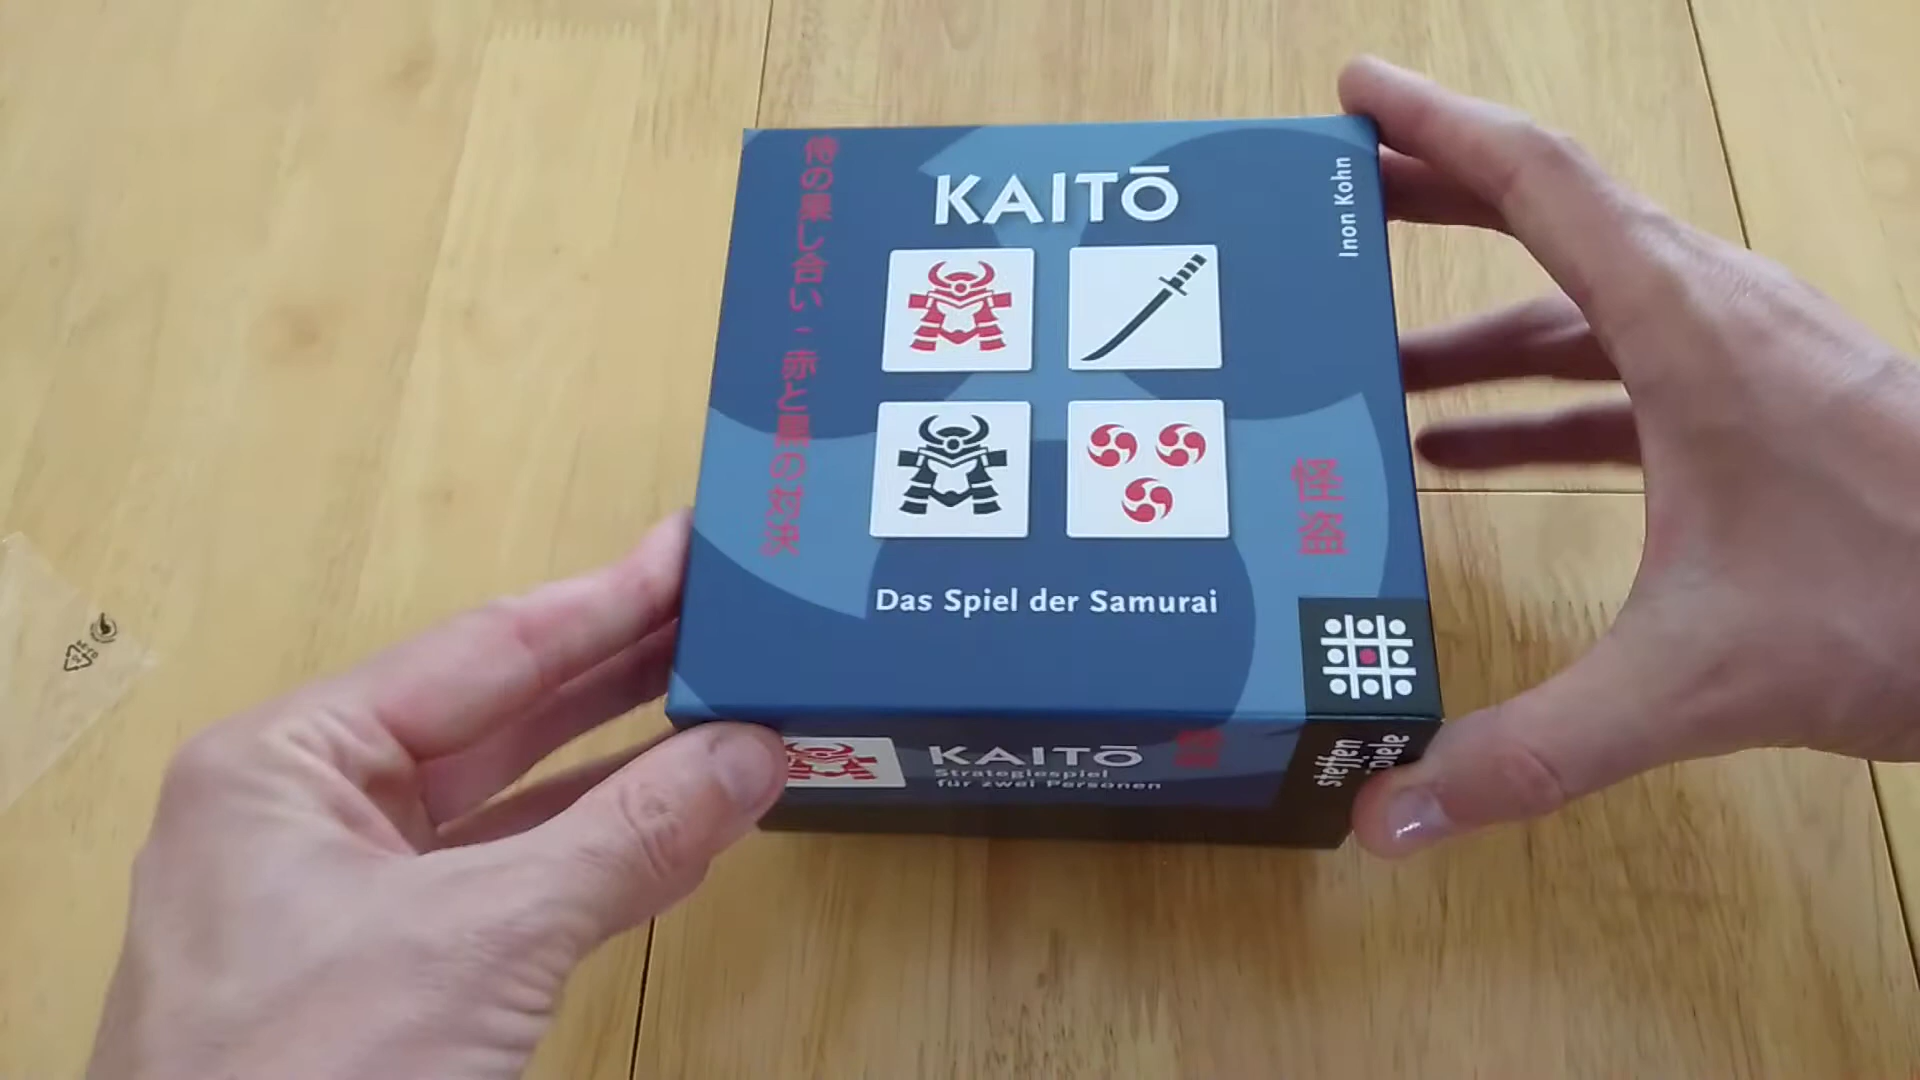 KAITŌ
Inon Kohn
侍の果し合い - 赤と黒の対決
怪盗
Das Spiel der Samurai
KAITŌ
Strategiespiel
für zwei Personen
steffen
spiele